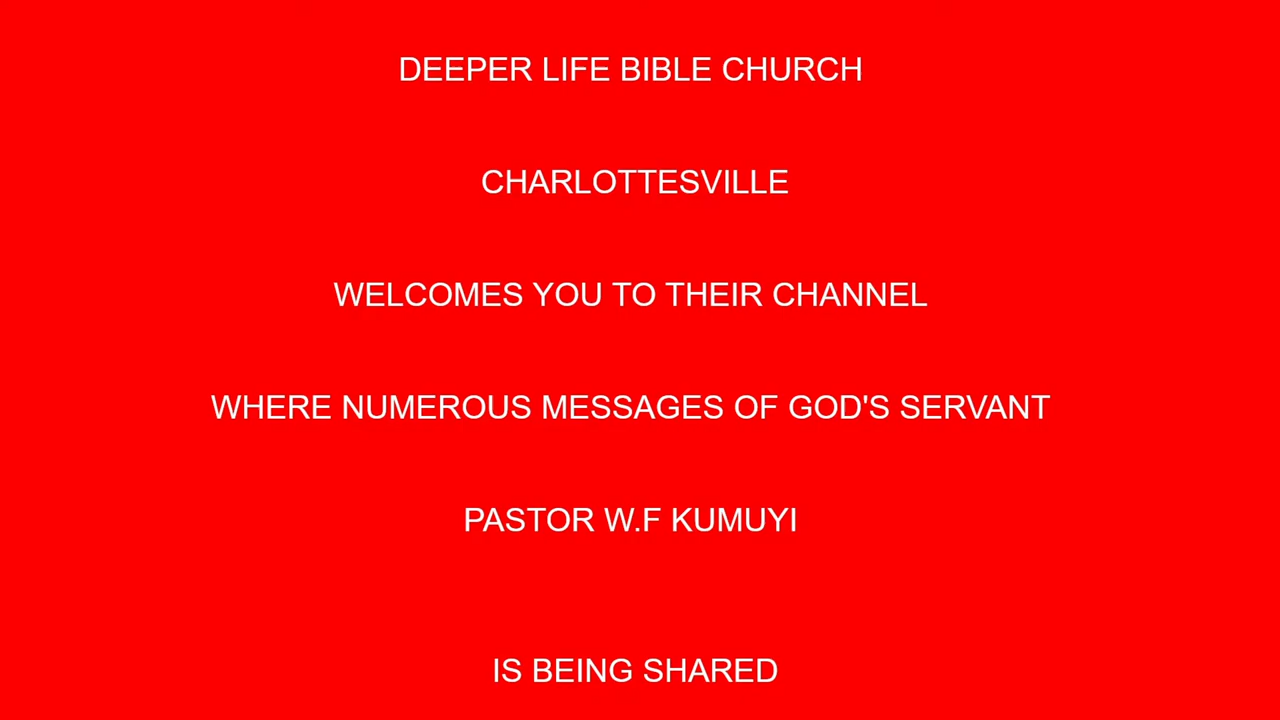 DEEPER LIFE BIBLE CHURCH
CHARLOTTESVILLE
WELCOMES YOU TO THEIR CHANNEL
WHERE NUMEROUS MESSAGES OF GOD'S SERVANT
PASTOR W.F KUMUYI
IS BEING SHARED